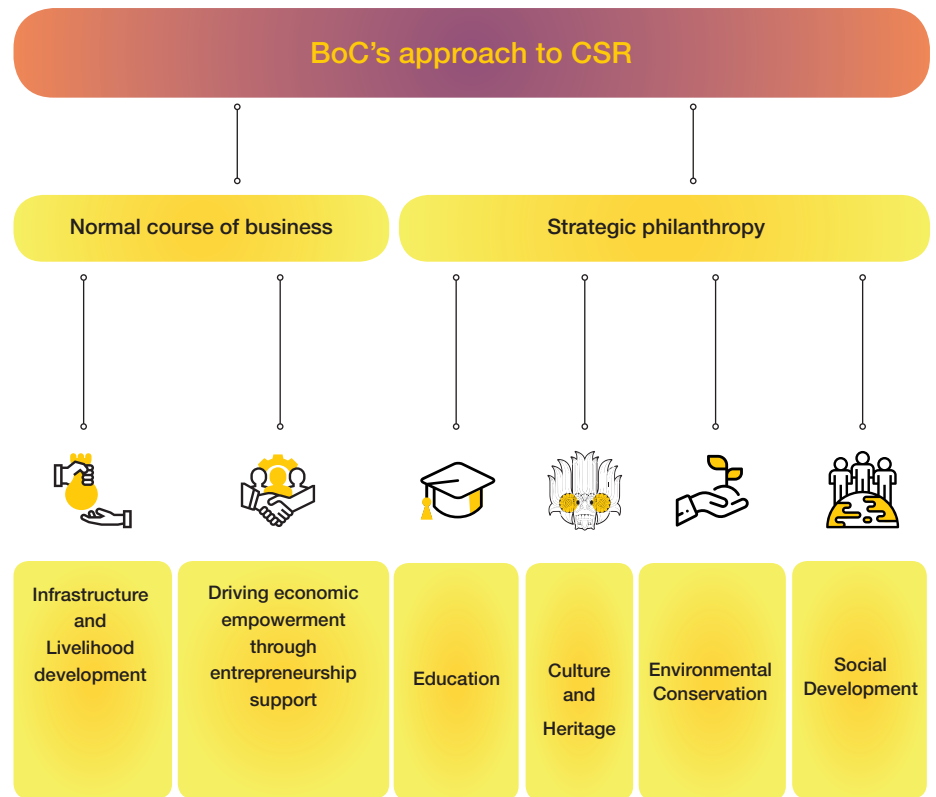 BoC’s approach to CSR
Normal course of business
Strategic philanthropy
Infrastructure
and
Livelihood
development
Driving economic
empowerment
through
entrepreneurship
support
Education
Culture
and
Heritage
Environmental
Conservation
Social
Development